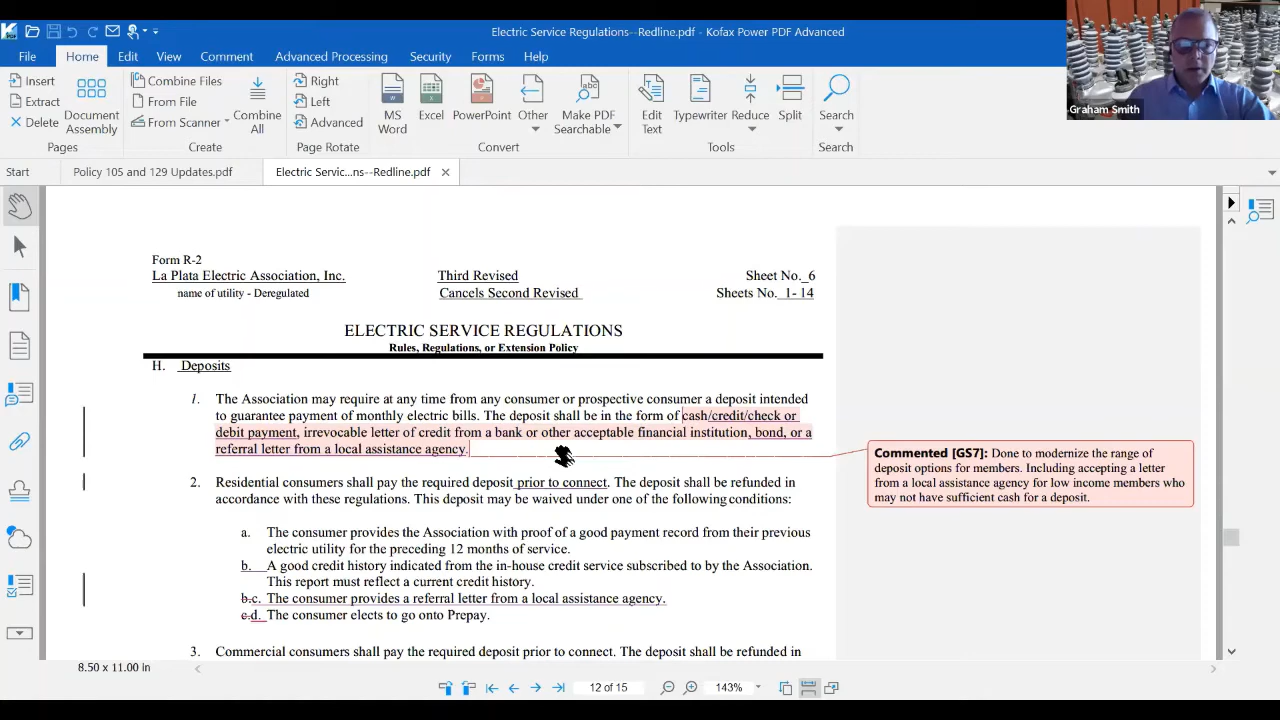 Electric Service Regulations--Redline.pdf - Kofax Power PDF Advanced
File Home Edit View Comment Advanced Processing Security Forms Help
Insert
Extract
Delete
Pages
Document
Assembly
Combine Files
From File
From Scanner
Create
Combine
All
Right
Left
Advanced
Page Rotate
MS
Word
Excel
PowerPoint
Other
Make PDF
Searchable
Convert
Edit
Text
Typewriter
Reduce
Split
Tools
Search
Search
Graham Smith
Start Policy 105 and 129 Updates.pdf Electric Servic...ns--Redline.pdf
Form R-2
La Plata Electric Association, Inc. Third Revised Sheet No. 6
name of utility - Deregulated Cancels Second Revised Sheets No. 1- 14
ELECTRIC SERVICE REGULATIONS
Rules, Regulations, or Extension Policy
H. Deposits
1. The Association may require at any time from any consumer or prospective consumer a deposit intended
to guarantee payment of monthly electric bills. The deposit shall be in the form of cash/credit/check or
debit payment, irrevocable letter of credit from a bank or other acceptable financial institution, bond, or a
referral letter from a local assistance agency.
2. Residential consumers shall pay the required deposit prior to connect. The deposit shall be refunded in
accordance with these regulations. This deposit may be waived under one of the following conditions:
a. The consumer provides the Association with proof of a good payment record from their previous
electric utility for the preceding 12 months of service.
b. A good credit history indicated from the in-house credit service subscribed to by the Association.
This report must reflect a current credit history.
b.c. The consumer provides a referral letter from a local assistance agency.
c.d. The consumer elects to go onto Prepay.
3. Commercial consumers shall pay the required deposit prior to connect. The deposit shall be refunded in
Commented [GS7]: Done to modernize the range of
deposit options for members. Including accepting a letter
from a local assistance agency for low income members who
may not have sufficient cash for a deposit.
8.50 x 11.00 in
12 of 15
143%